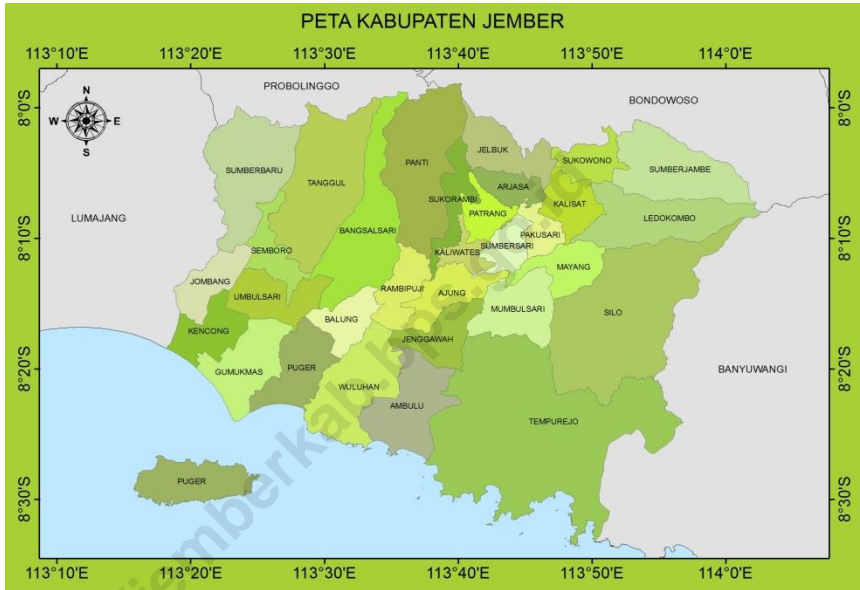 PETA KABUPATEN JEMBER
113°10'E 113°20'E 113°30'E 113°40'E 113°50'E 114°0'E
8°0'S 8°0'S
N
W E
S
PROBOLINGGO
BONDOWOSO
JELBUK
PANTI
SUKOWONO
SUMBERBARU
SUMBERJAMBE
TANGGUL
ARJASA
SUKORAMBI
KALISAT
PATRANG
LUMAJANG
LEDOKOMBO
BANGSALSARI
PAKUSARI
8°10'S 8°10'S
SUMBERSARI
SEMBORO
KALIWATES
MAYANG
JOMBANG
RAMBIPUJI
AJUNG
UMBULSARI
MUMBULSARI
SILO
BALUNG
KENCONG
JENGGAWAH
PUGER
BANYUWANGI
8°20'S 8°20'S
GUMUKMAS
WULUHAN
AMBULU
TEMPUREJO
PUGER
8°30'S 8°30'S
113°10'E 113°20'E 113°30'E 113°40'E 113°50'E 114°0'E
jemberkab.bps.go.id